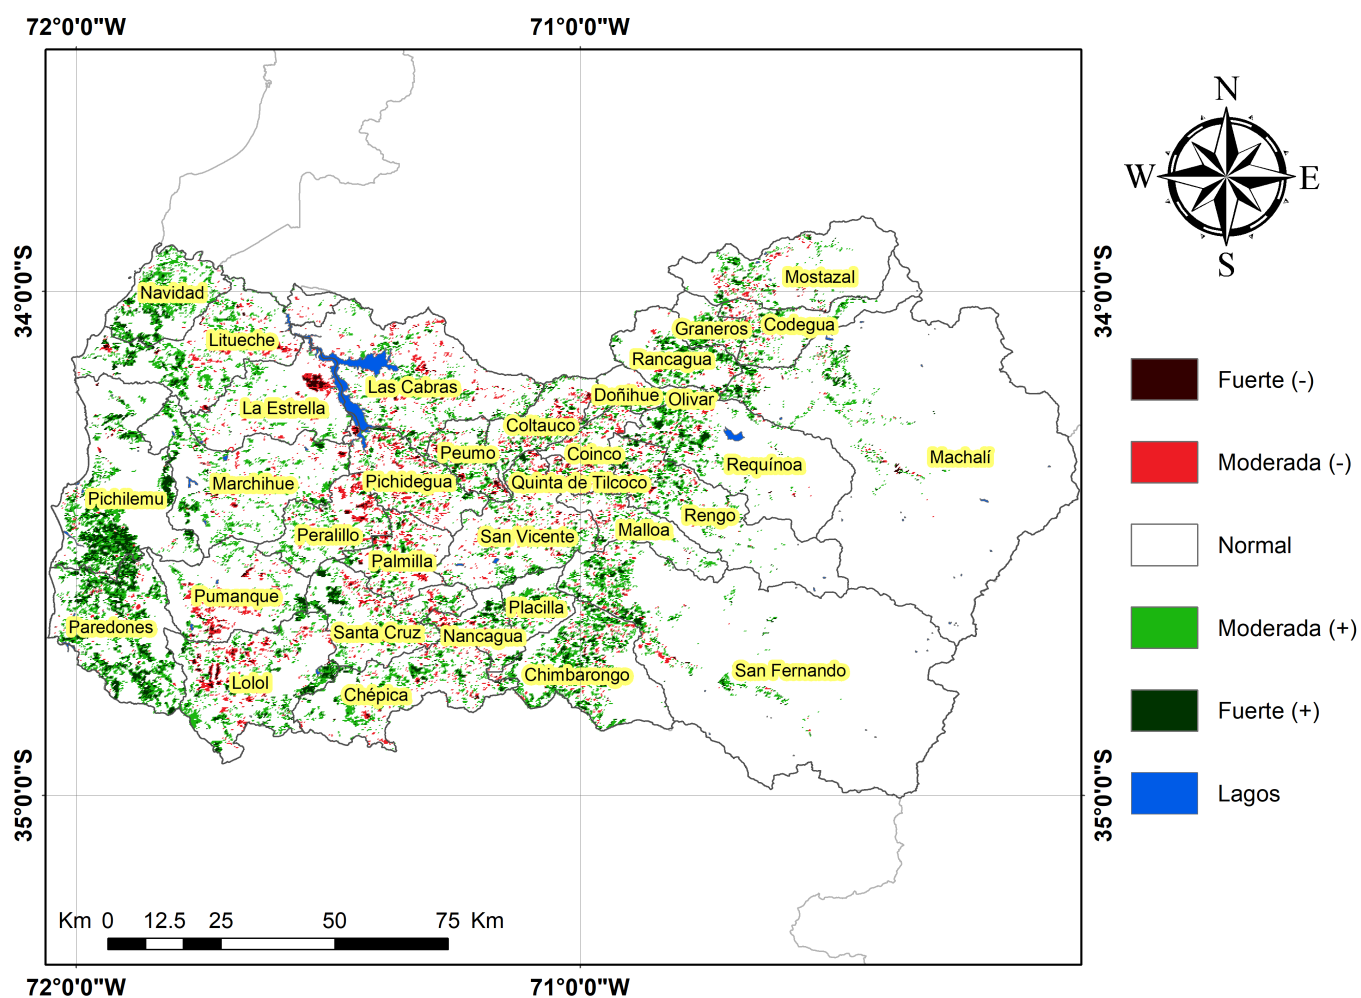 72°0'0"W
71°0'0"W
N
W
E
S
34°0'0"S
34°0'0"S
Mostazal
Navidad
Graneros
Codegua
Litueche
Rancagua
Las Cabras
Doñihue
Olivar
La Estrella
Coltauco
Peumo
Coinco
Machalí
Requínoa
Marchihue
Pichidegua
Quinta de Tilcoco
Pichilemu
Rengo
Malloa
Peralillo
San Vicente
Palmilla
Pumanque
Placilla
Paredones
Santa Cruz
Nancagua
San Fernando
Chimbarongo
Lolol
Chépica
35°0'0"S
35°0'0"S
Km 0 12.5 25 50 75 Km
72°0'0"W
71°0'0"W
Fuerte (-)
Moderada (-)
Normal
Moderada (+)
Fuerte (+)
Lagos